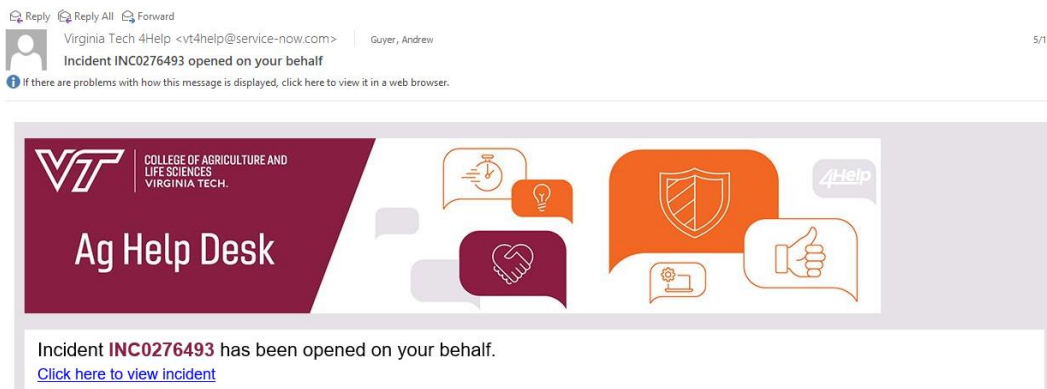 Reply Reply All Forward
Virginia Tech 4Help <vt4help@service-now.com> Guyer, Andrew 5/1
Incident INC0276493 opened on your behalf
If there are problems with how this message is displayed, click here to view it in a web browser.
VT COLLEGE OF AGRICULTURE AND
LIFE SCIENCES
VIRGINIA TECH.
4Help
Ag Help Desk
Incident INC0276493 has been opened on your behalf.
Click here to view incident